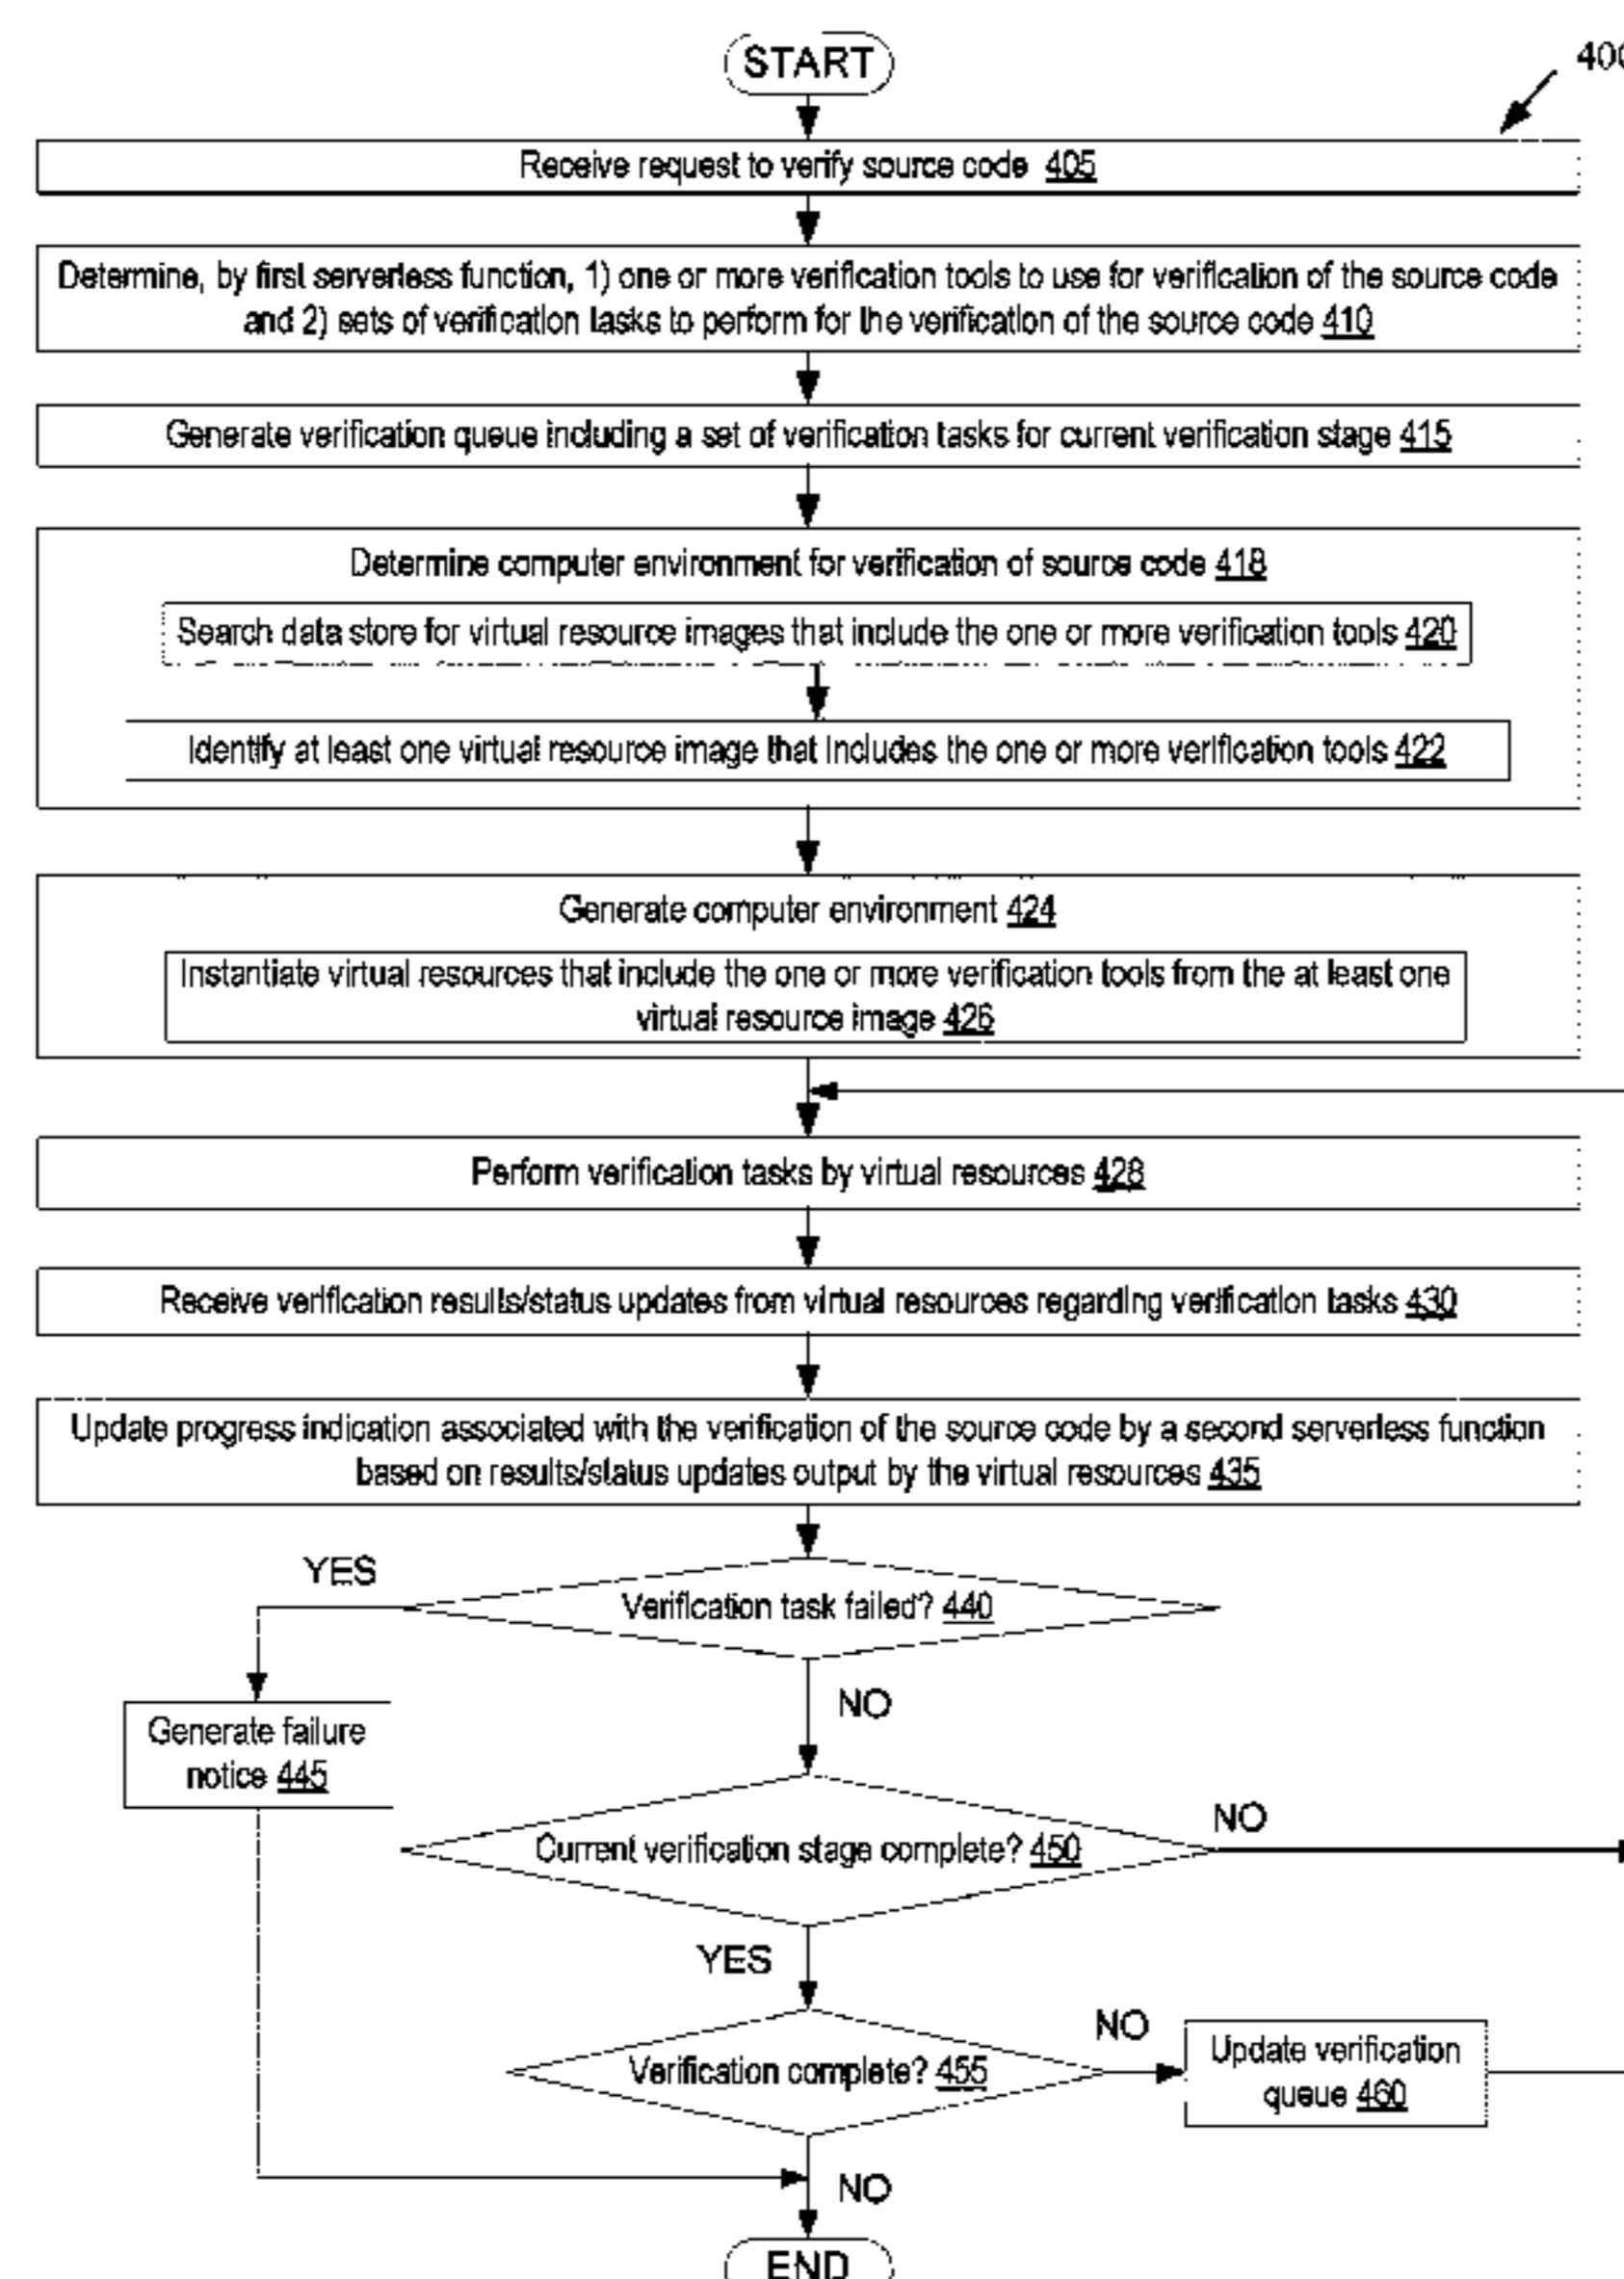 START
400
Receive request to verify source code 405
Determine, by first serverless function, 1) one or more verification tools to use for verification of the source code
and 2) sets of verification tasks to perform for the verification of the source code 410
Generate verification queue including a set of verification tasks for current verification stage 415
Determine computer environment for verification of source code 418
Search data store for virtual resource images that include the one or more verification tools 420
Identify at least one virtual resource image that includes the one or more verification tools 422
Generate computer environment 424
Instantiate virtual resources that include the one or more verification tools from the at least one
virtual resource image 426
Perform verification tasks by virtual resources 428
Receive verification results/status updates from virtual resources regarding verification tasks 430
Update progress indication associated with the verification of the source code by a second serverless function
based on results/status updates output by the virtual resources 435
YES
Verification task failed? 440
NO
Generate failure
notice 445
NO
Current verification stage complete? 450
YES
NO
Verification complete? 455
Update verification
queue 460
NO
END